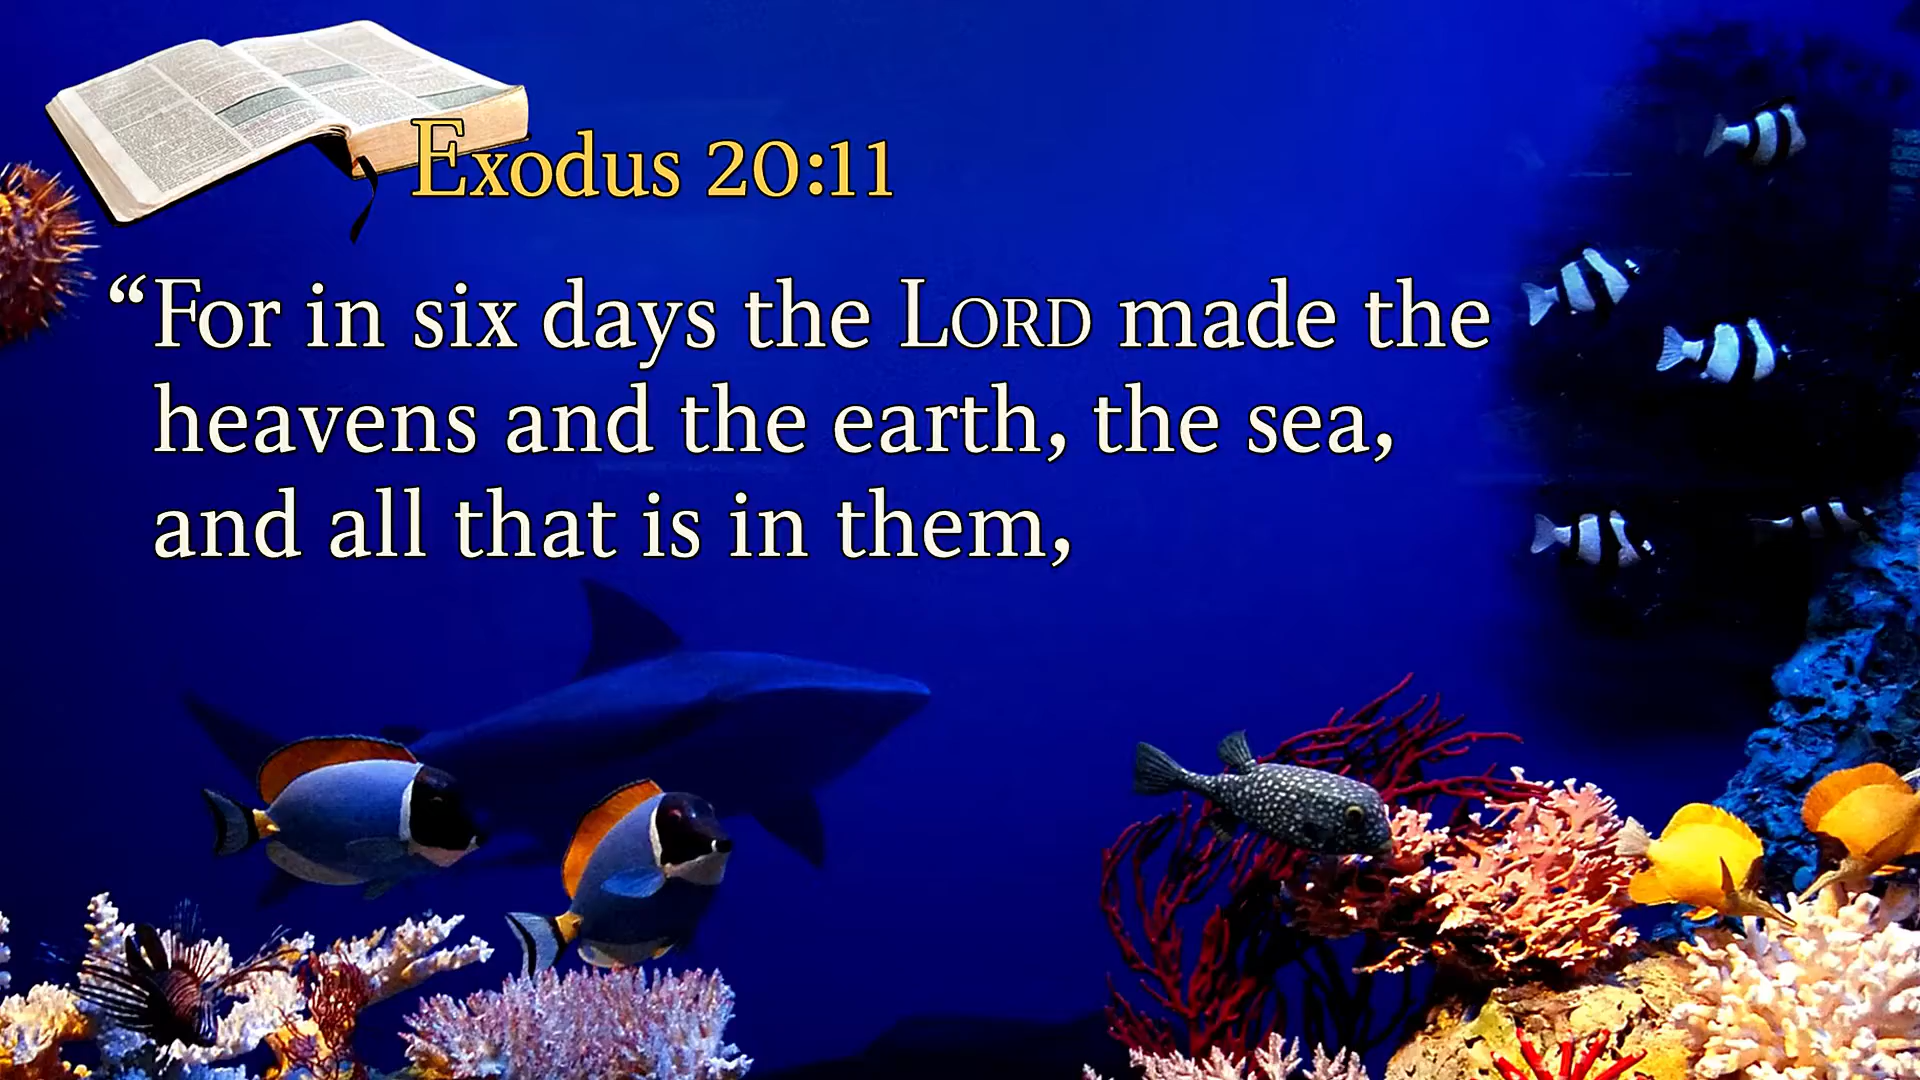 Exodus 20:11
“For in six days the LORD made the
heavens and the earth, the sea,
and all that is in them,